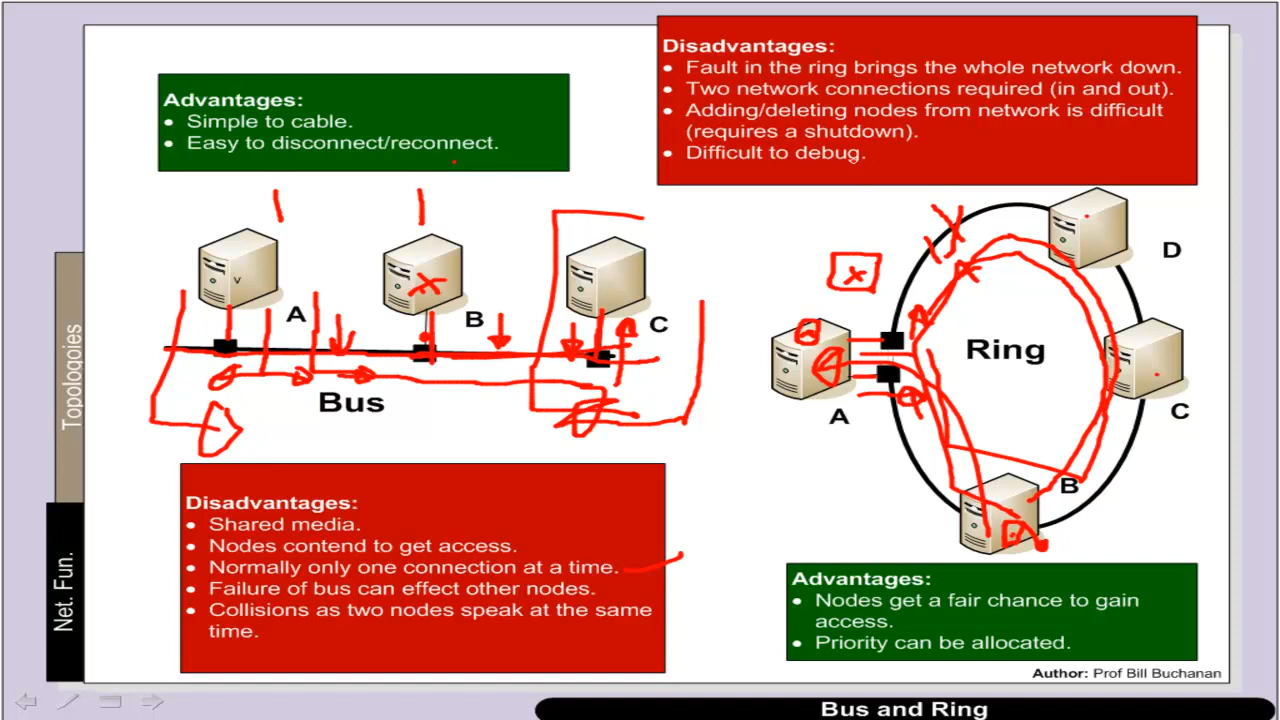 Disadvantages:
Fault in the ring brings the whole network down.
Two network connections required (in and out).
Adding/deleting nodes from network is difficult
(requires a shutdown).
Difficult to debug.
Advantages:
Simple to cable.
Easy to disconnect/reconnect.
A
B
C
Bus
D
Ring
A
C
B
Disadvantages:
Shared media.
Nodes contend to get access.
Normally only one connection at a time.
Failure of bus can effect other nodes.
Collisions as two nodes speak at the same
time.
Advantages:
Nodes get a fair chance to gain
access.
Priority can be allocated.
Author: Prof Bill Buchanan
Bus and Ring
Topologies
Net. Fun.